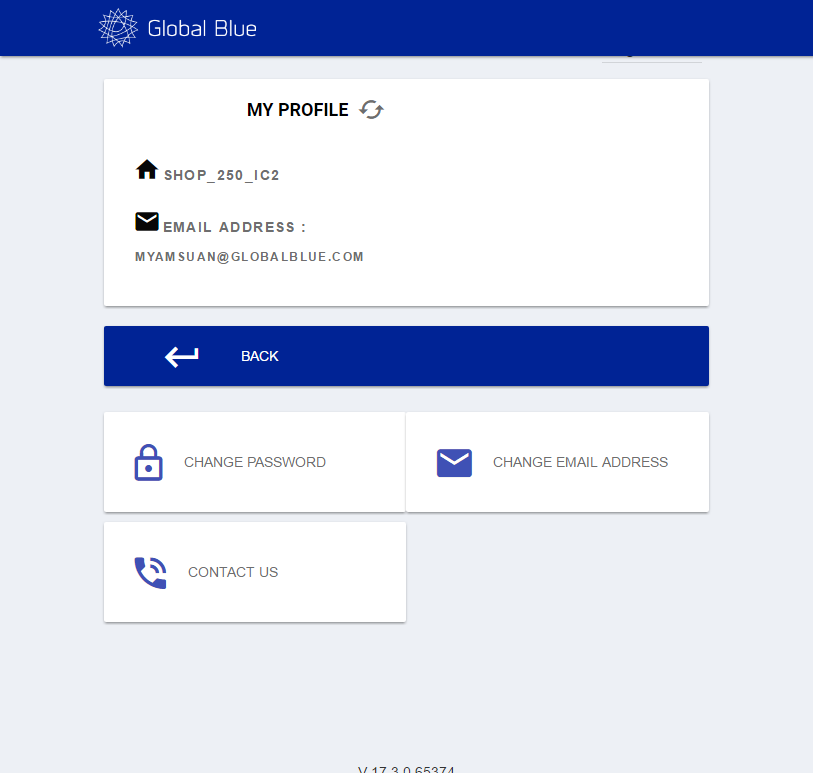 Global Blue
MY PROFILE
SHOP_250_IC2
EMAIL ADDRESS :
MYAMSUAN@GLOBALBLUE.COM
BACK
CHANGE PASSWORD
CHANGE EMAIL ADDRESS
CONTACT US
V 17.3.0.65374